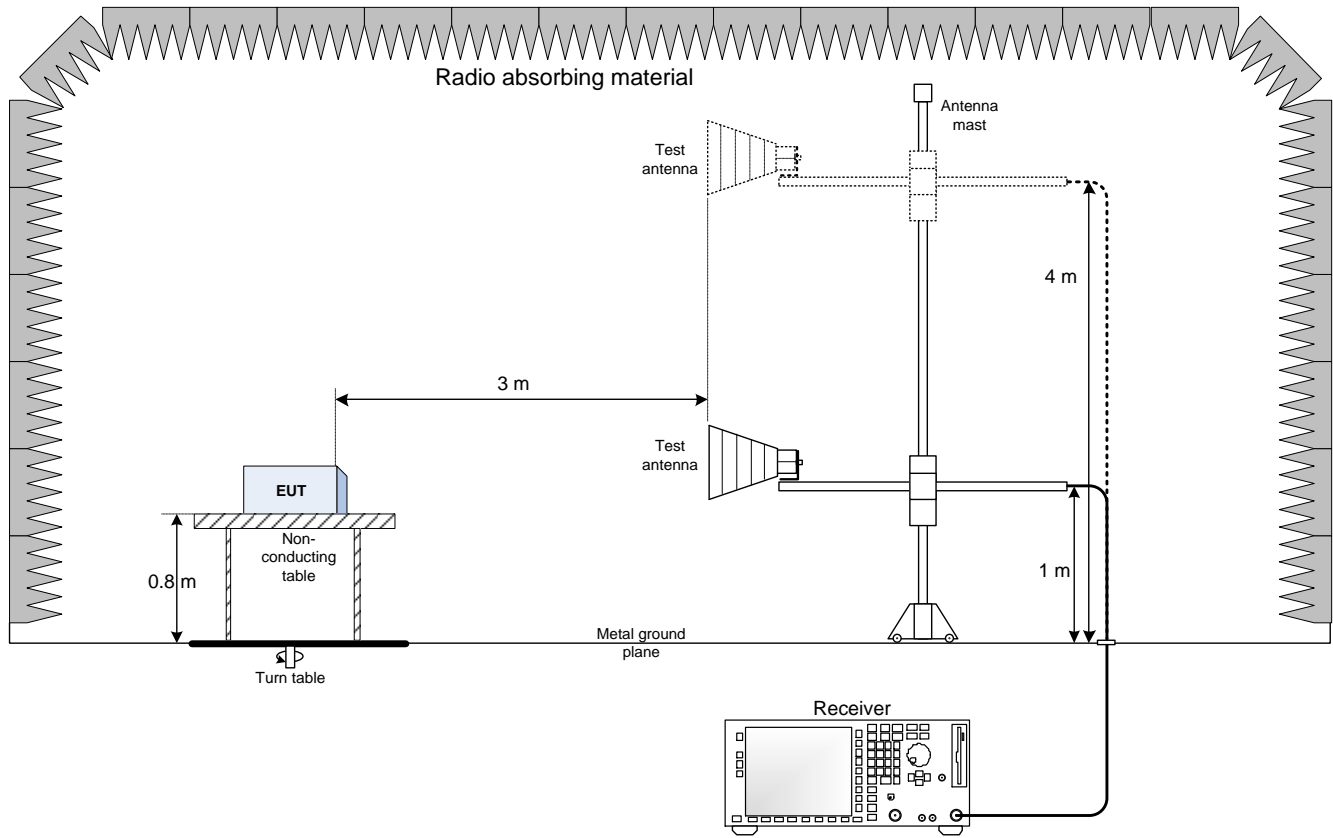 Radio absorbing material
Antenna
mast
Test
antenna
4 m
3 m
Test
antenna
EUT
Non-
conducting
table
0.8 m
1 m
Metal ground
plane
Turn table
Receiver